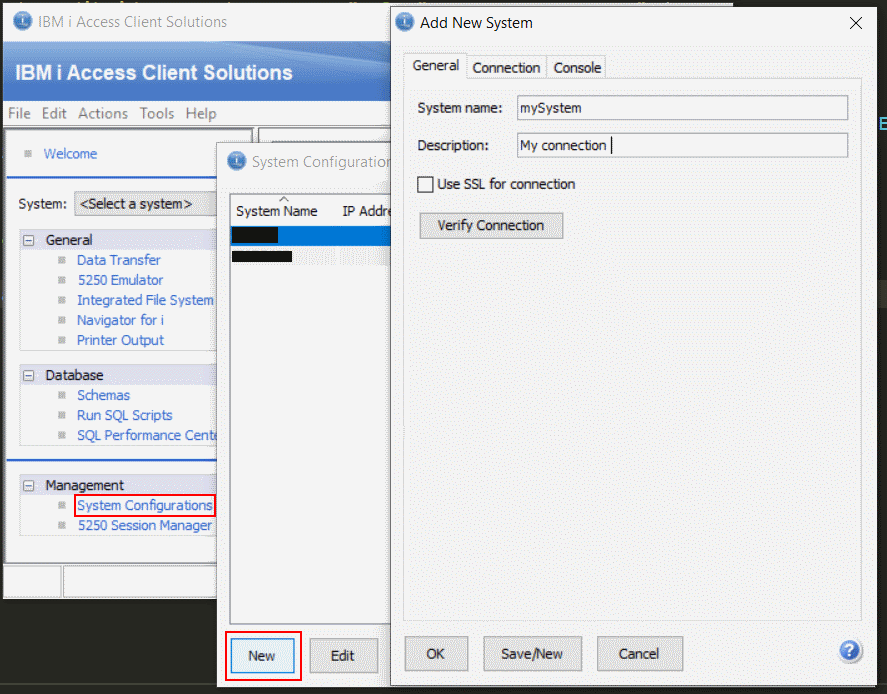 IBM i Access Client Solutions
IBM i Access Client Solutions
File Edit Actions Tools Help
Welcome
System: <Select a system>
General
Data Transfer
5250 Emulator
Integrated File System
Navigator for i
Printer Output
Database
Schemas
Run SQL Scripts
SQL Performance Cente
Management
System Configurations
5250 Session Manager
System Configuration
System Name IP Addre
New Edit
Add New System
General Connection Console
System name: mySystem
Description: My connection
Use SSL for connection
Verify Connection
OK Save/New Cancel
?
E